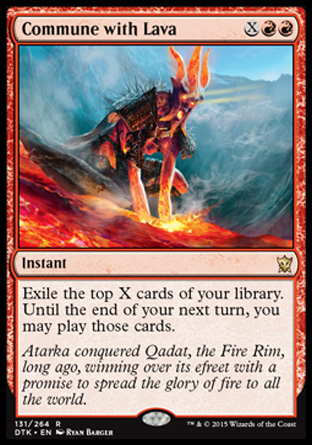 Commune with Lava XRR
Instant
Exile the top X cards of your library.
Until the end of your next turn, you
may play those cards.
Atarka conquered Qadat, the Fire Rim,
long ago, winning over its efreet with a
promise to spread the glory of fire to all
the world.
131/264 R
DTK • EN Ryan Barger
™ & © 2015 Wizards of the Coast